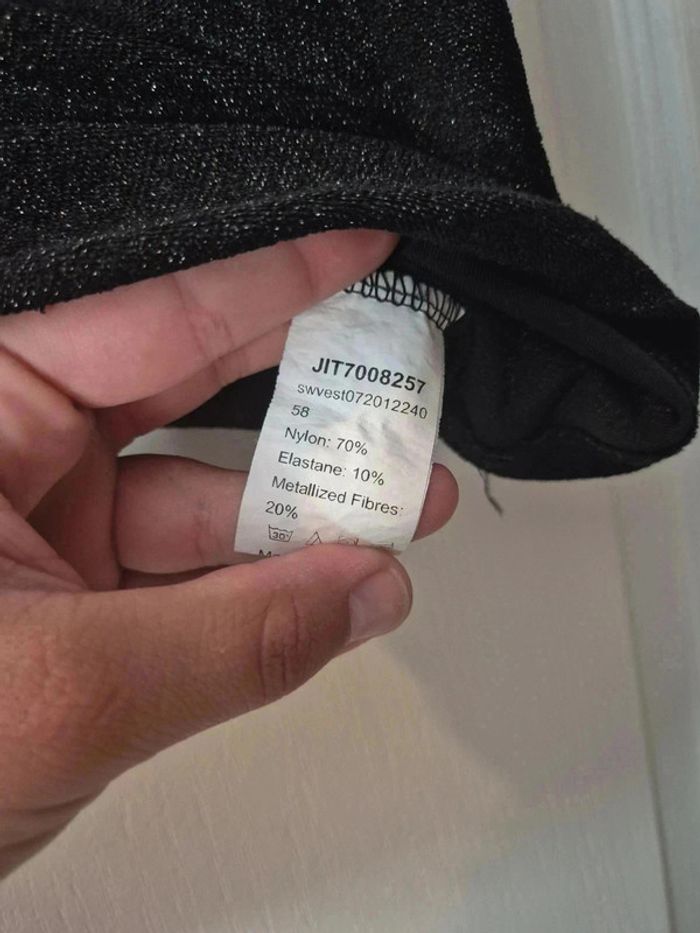 JIT7008257
swvest072012240
58
Nylon: 70%
Elastane: 10%
Metallized Fibres:
20%
30°